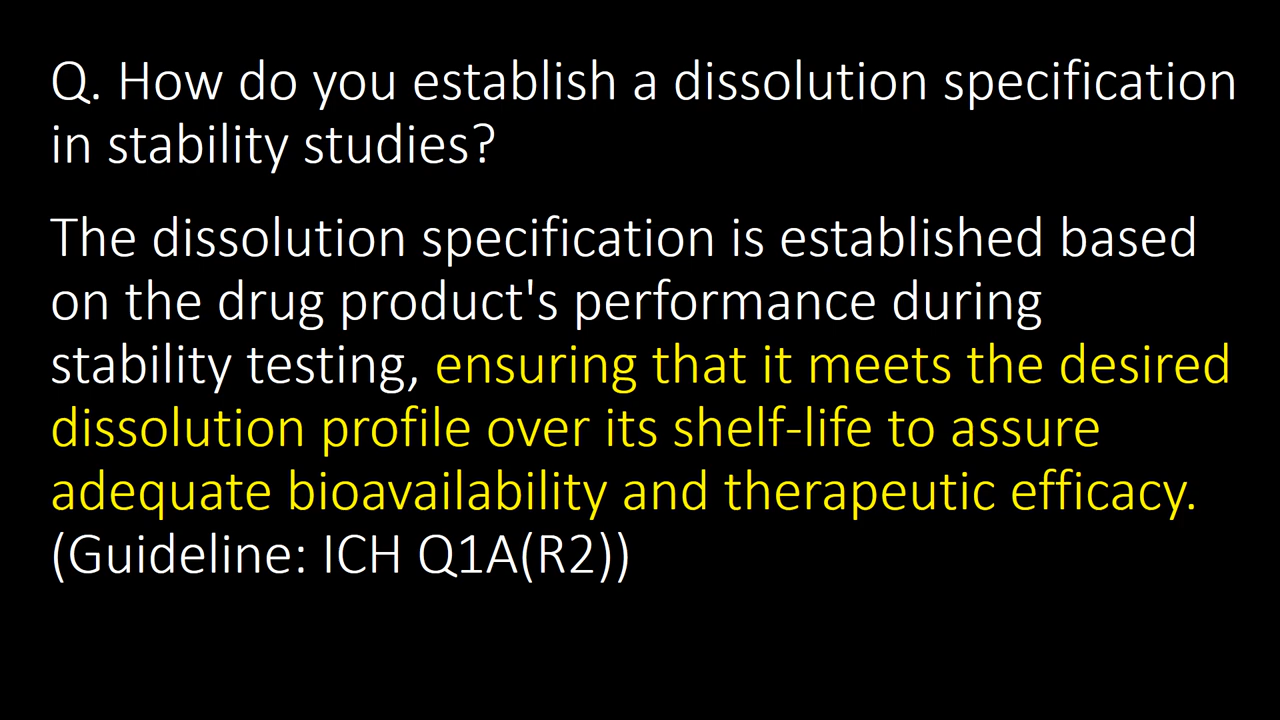 Q. How do you establish a dissolution specification
in stability studies?
The dissolution specification is established based
on the drug product's performance during
stability testing, ensuring that it meets the desired
dissolution profile over its shelf-life to assure
adequate bioavailability and therapeutic efficacy.
(Guideline: ICH Q1A(R2))